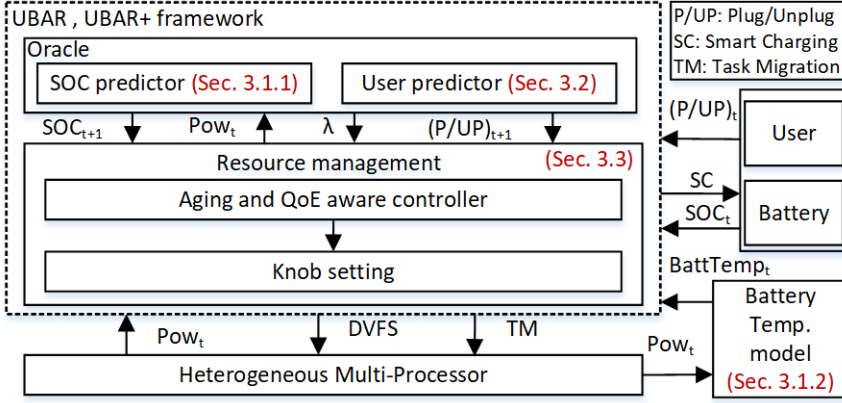 UBAR , UBAR+ framework
P/UP: Plug/Unplug
SC: Smart Charging
TM: Task Migration
Oracle
SOC predictor (Sec. 3.1.1)
User predictor (Sec. 3.2)
SOCt+1
Powt
λ
(P/UP)t+1
(P/UP)t
User
Resource management
(Sec. 3.3)
Aging and QoE aware controller
SC
SOCt
Battery
Knob setting
BattTempt
Powt
DVFS
TM
Battery
Temp.
model
(Sec. 3.1.2)
Powt
Heterogeneous Multi-Processor